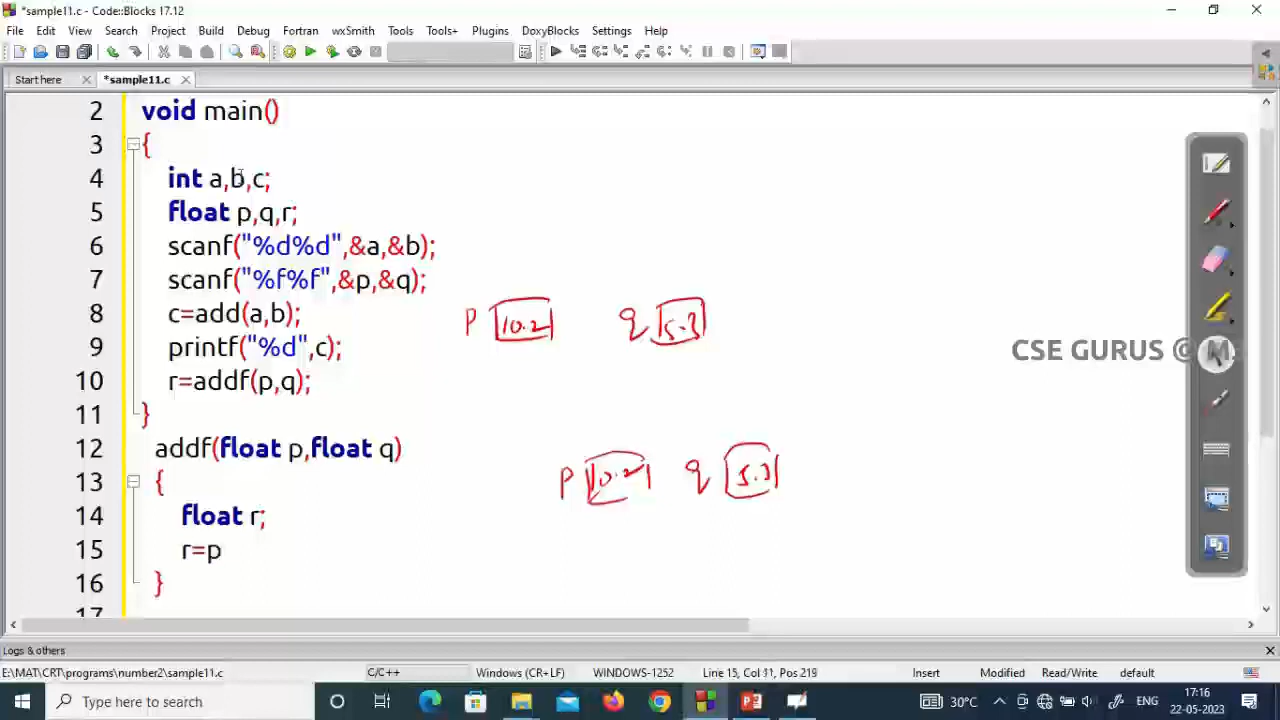 *sample11.c - Code::Blocks 17.12
File Edit View Search Project Build Debug Fortran wxSmith Tools Tools+ Plugins DoxyBlocks Settings Help
Start here *sample11.c
2 void main()
3 {
4 int a,b,c;
5 float p,q,r;
6 scanf("%d%d",&a,&b);
7 scanf("%f%f",&p,&q);
8 c=add(a,b);
9 printf("%d",c);
10 r=addf(p,q);
11 }
12 addf(float p,float q)
13 {
14 float r;
15 r=p
16 }
17
P 10.2 q 5.3
P 10.2 q 5.3
CSE GURUS @
Logs & others
E:\MAT\CRT\programs\number2\sample11.c C/C++ Windows (CR+LF) WINDOWS-1252 Line 15, Col 11, Pos 219 Insert Modified Read/Write default
Type here to search 30°C ENG 17:16
22-05-2023